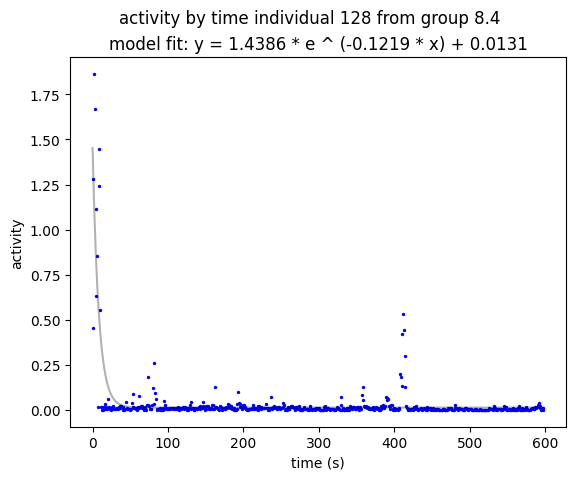 activity by time individual 128 from group 8.4
model fit: y = 1.4386 * e ^ (-0.1219 * x) + 0.0131
activity
1.75
1.50
1.25
1.00
0.75
0.50
0.25
0.00
0 100 200 300 400 500 600
time (s)